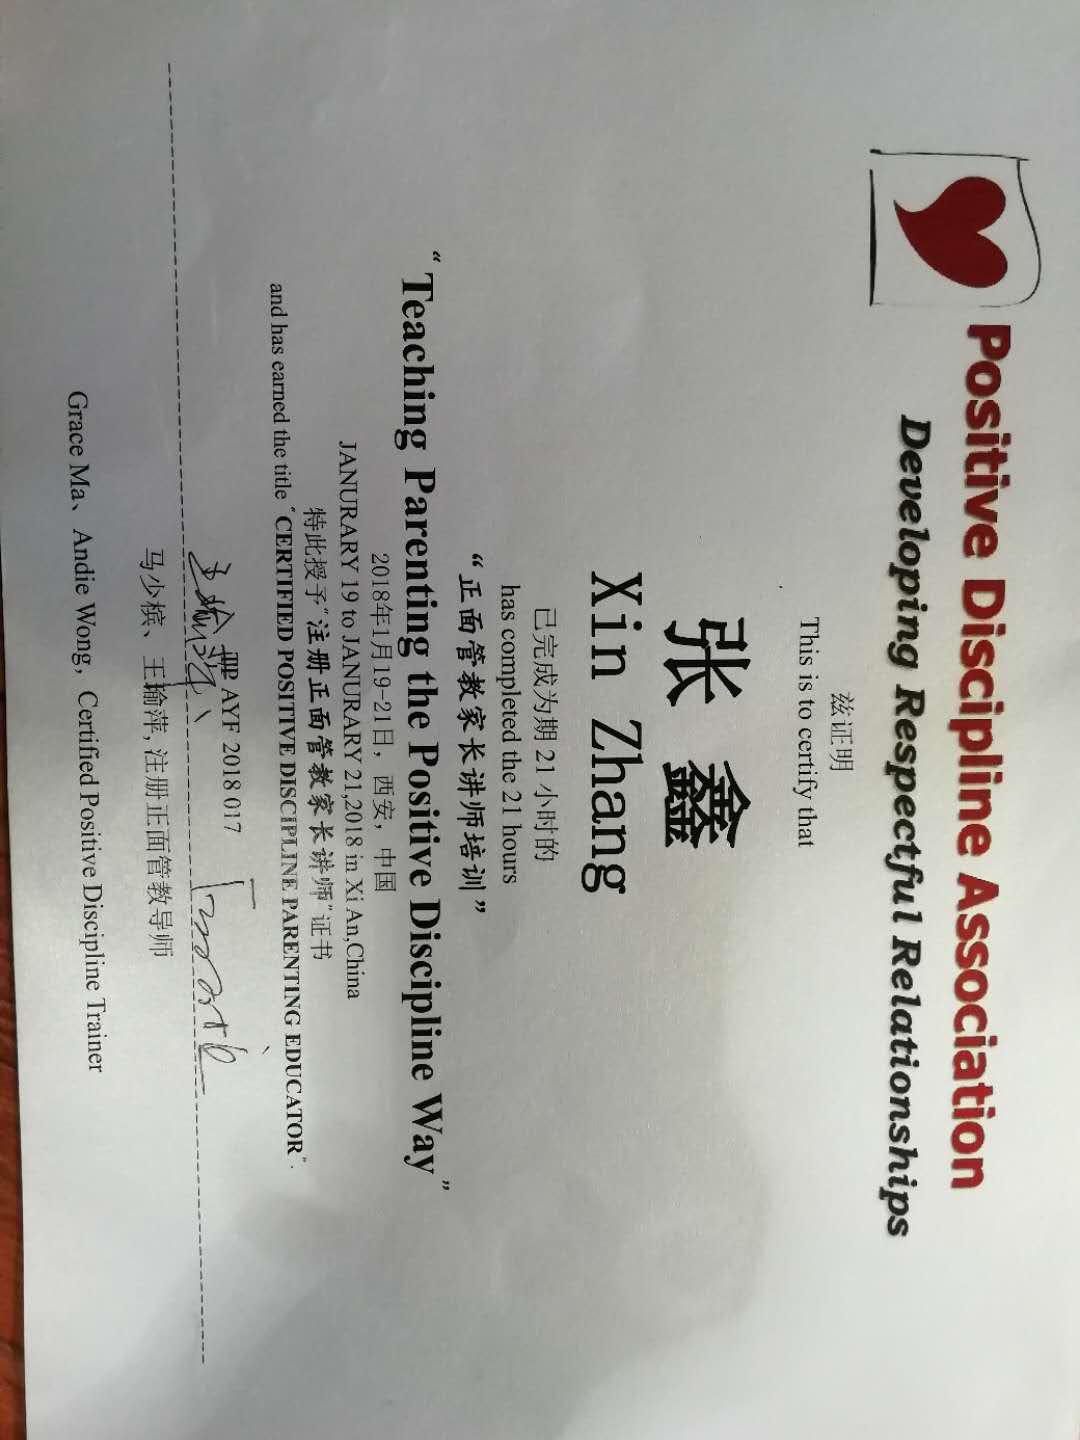 Positive Discipline Association
Developing Respectful Relationships
兹证明
This is to certify that
张 鑫
Xin Zhang
已完成为期 21 小时的
has completed the 21 hours
“正面管教家长讲师培训”
“Teaching Parenting the Positive Discipline Way”
2018年1月19-21日，西安，中国
JANURARY 19 to JANURARY 21,2018 in Xi An,China
特此授予“注册正面管教家长讲师”证书
and has earned the title “CERTIFIED POSITIVE DISCIPLINE PARENTING EDUCATOR”.
AYF 2018 017
马少槟、王瑜萍,注册正面管教导师
Grace Ma、Andie Wong，Certified Positive Discipline Trainer